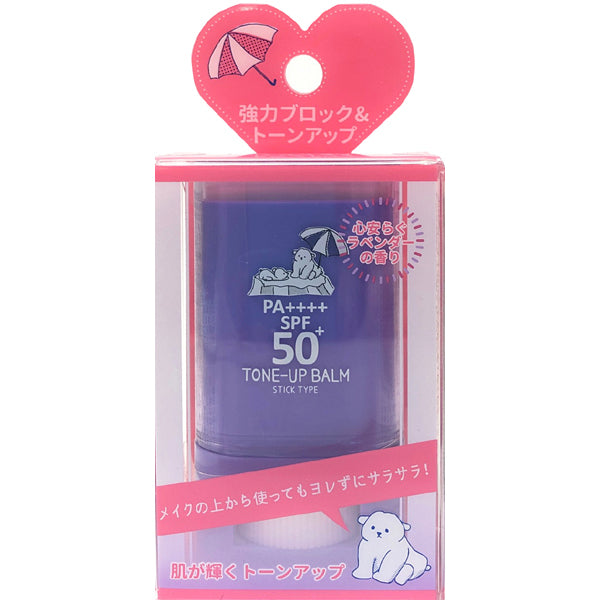 強力ブロック&
トーンアップ
心安らぐ
ラベンダー
の香り
PA++++
SPF
50+
TONE-UP BALM
STICK TYPE
メイクの上から使ってもヨレずにサラサラ!
肌が輝くトーンアップ